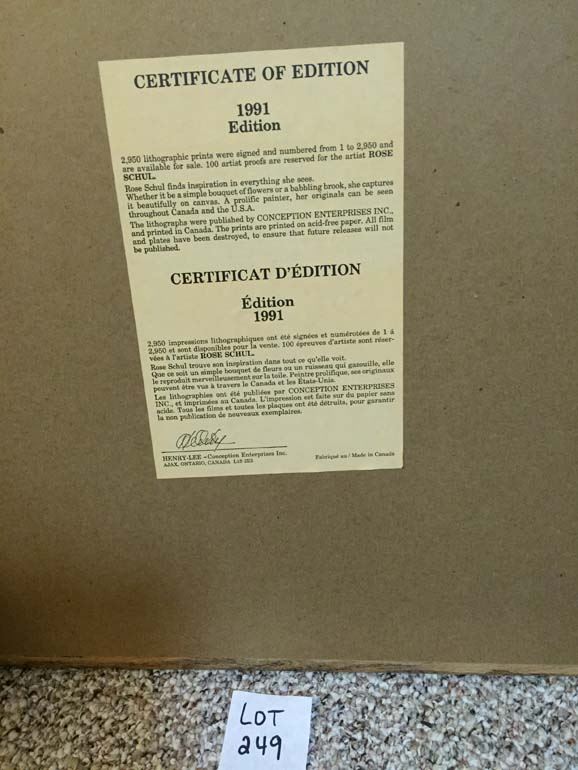 CERTIFICATE OF EDITION
1991
Edition
2,950 lithographic prints were signed and numbered from 1 to 2,950 and
are available for sale. 100 artist proofs are reserved for the artist ROSE
SCHUL.
Rose Schul finds inspiration in everything she sees.
Whether it be a simple bouquet of flowers or a babbling brook, she captures
it beautifully on canvas. A prolific painter, her originals can be seen
throughout Canada and the U.S.A.
The lithographs were published by CONCEPTION ENTERPRISES INC.,
and printed in Canada. The prints are printed on acid-free paper. All film
and plates have been destroyed, to ensure that future releases will not
be published.
CERTIFICAT D'ÉDITION
Édition
1991
2,950 impressions lithographiques ont été signées et numérotées de 1 à
2,950 et sont disponibles pour la vente. 100 épreuves d'artiste sont réser-
vées à l'artiste ROSE SCHUL.
Rose Schul trouve son inspiration dans tout ce qu'elle voit.
Que ce soit un simple bouquet de fleurs ou un ruisseau qui gazouille, elle
le reproduit merveilleusement sur la toile. Peintre prolifique, ses originaux
peuvent être vus à travers le Canada et les États-Unis.
Les lithographies ont été publiées par CONCEPTION ENTERPRISES
INC., et imprimées au Canada. L'impression est faite sur du papier sans
acide. Tous les films et toutes les plaques ont été détruits, pour garantir
la non publication de nouveaux exemplaires.
HENRY-LEE - Conception Enterprises Inc.
AJAX, ONTARIO, CANADA
Fabriqué au / Made in Canada
LOT
249